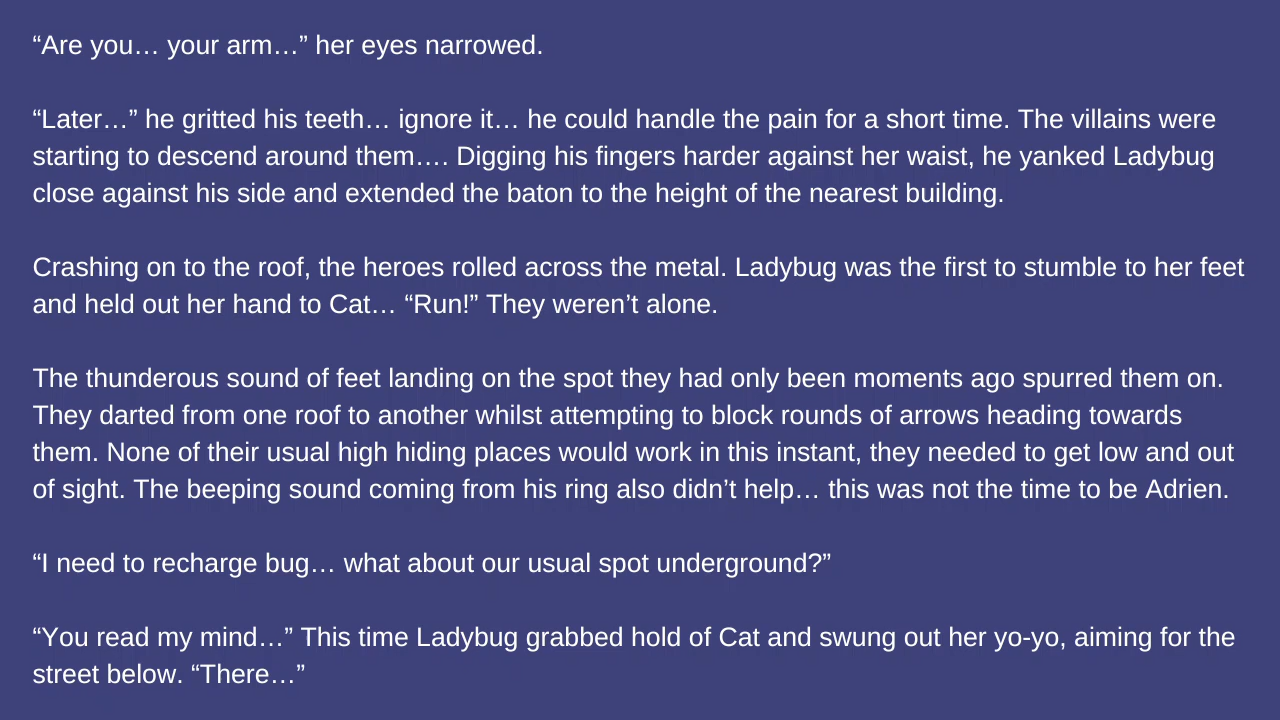 “Are you… your arm…” her eyes narrowed.
“Later…” he gritted his teeth… ignore it… he could handle the pain for a short time. The villains were
starting to descend around them…. Digging his fingers harder against her waist, he yanked Ladybug
close against his side and extended the baton to the height of the nearest building.
Crashing on to the roof, the heroes rolled across the metal. Ladybug was the first to stumble to her feet
and held out her hand to Cat… “Run!” They weren’t alone.
The thunderous sound of feet landing on the spot they had only been moments ago spurred them on.
They darted from one roof to another whilst attempting to block rounds of arrows heading towards
them. None of their usual high hiding places would work in this instant, they needed to get low and out
of sight. The beeping sound coming from his ring also didn’t help… this was not the time to be Adrien.
“I need to recharge bug… what about our usual spot underground?”
“You read my mind…” This time Ladybug grabbed hold of Cat and swung out her yo-yo, aiming for the
street below. “There…”